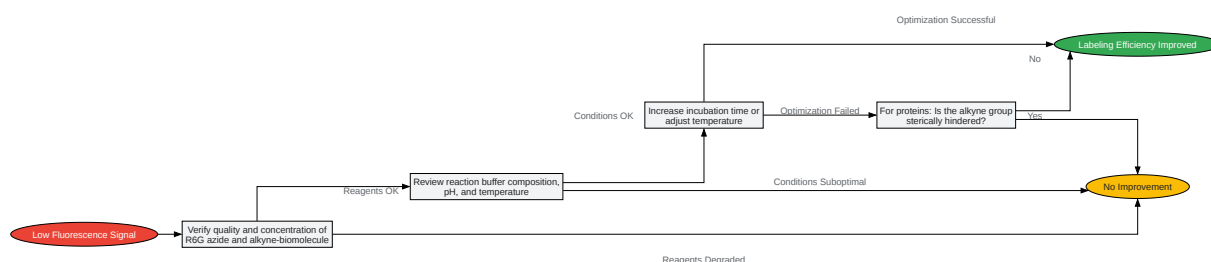 Optimization Successful
Labeling Efficiency Improved
No
Increase incubation time or
adjust temperature
Conditions OK
Optimization Failed
For proteins: Is the alkyne group
sterically hindered?
Yes
Review reaction buffer composition,
pH, and temperature
Reagents OK
Conditions Suboptimal
No Improvement
Low Fluorescence Signal
Verify quality and concentration of
R6G azide and alkyne-biomolecule
Reagents Degraded